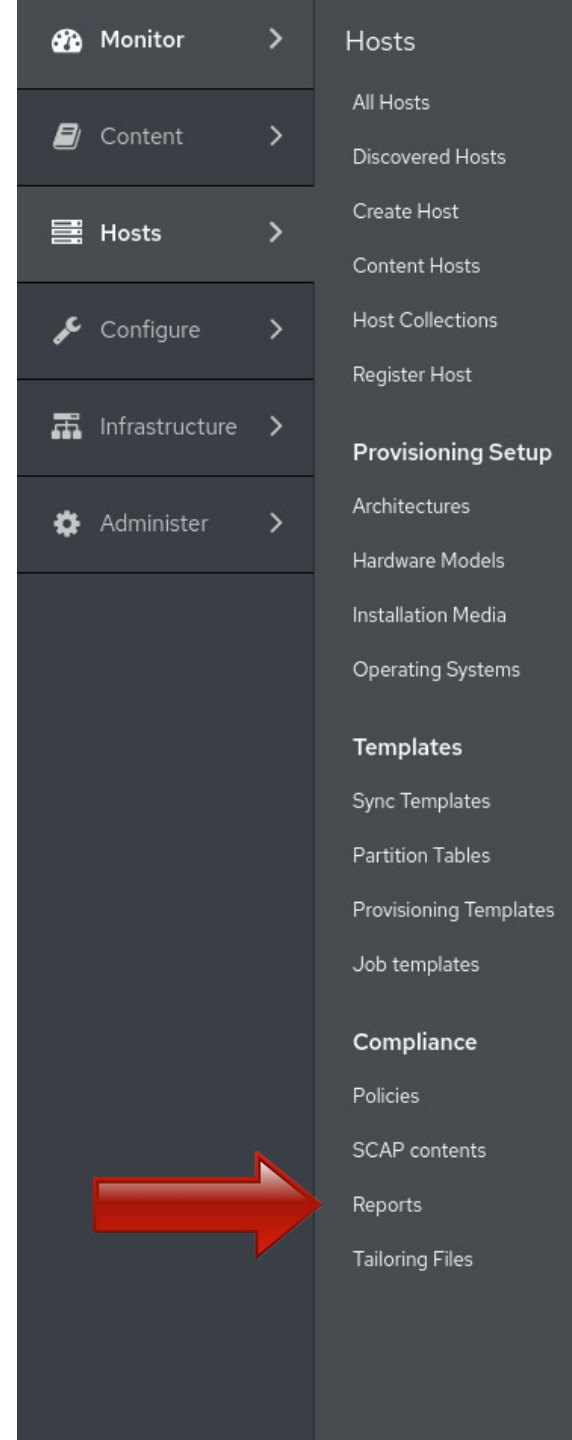 Monitor
Content
Hosts
Configure
Infrastructure
Administer
Hosts
All Hosts
Discovered Hosts
Create Host
Content Hosts
Host Collections
Register Host
Provisioning Setup
Architectures
Hardware Models
Installation Media
Operating Systems
Templates
Sync Templates
Partition Tables
Provisioning Templates
Job templates
Compliance
Policies
SCAP contents
Reports
Tailoring Files